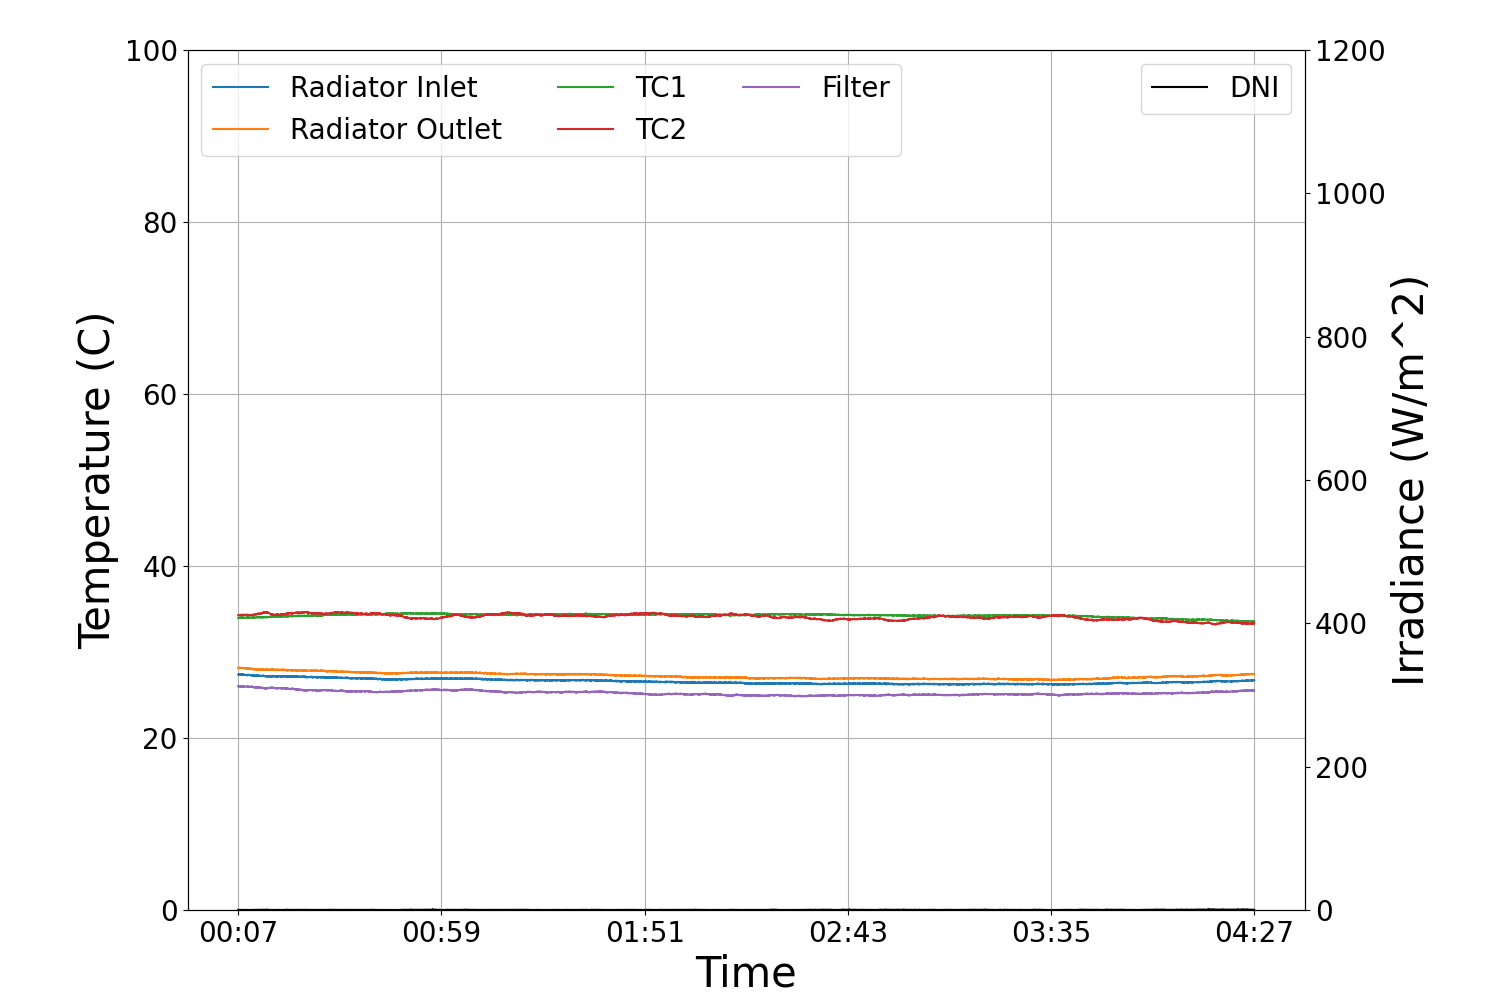 Radiator Inlet
Radiator Outlet
TC1
TC2
Filter
DNI
Temperature (C)
100
80
60
40
20
0
1200
1000
800
600
400
200
0
Irradiance (W/m^2)
00:07 00:59 01:51 02:43 03:35 04:27
Time